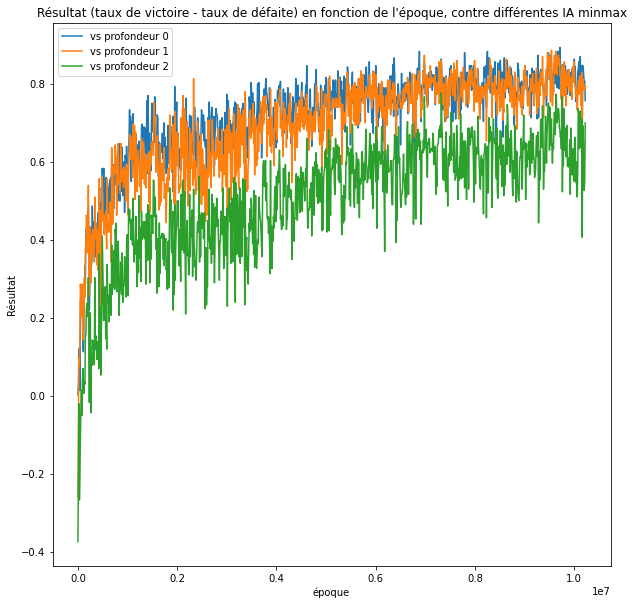 Résultat (taux de victoire - taux de défaite) en fonction de l'époque, contre différentes IA minmax
vs profondeur 0
vs profondeur 1
vs profondeur 2
0.8
0.6
0.4
0.2
0.0
−0.2
−0.4
Résultat
0.0 0.2 0.4 0.6 0.8 1.0
1e7
époque